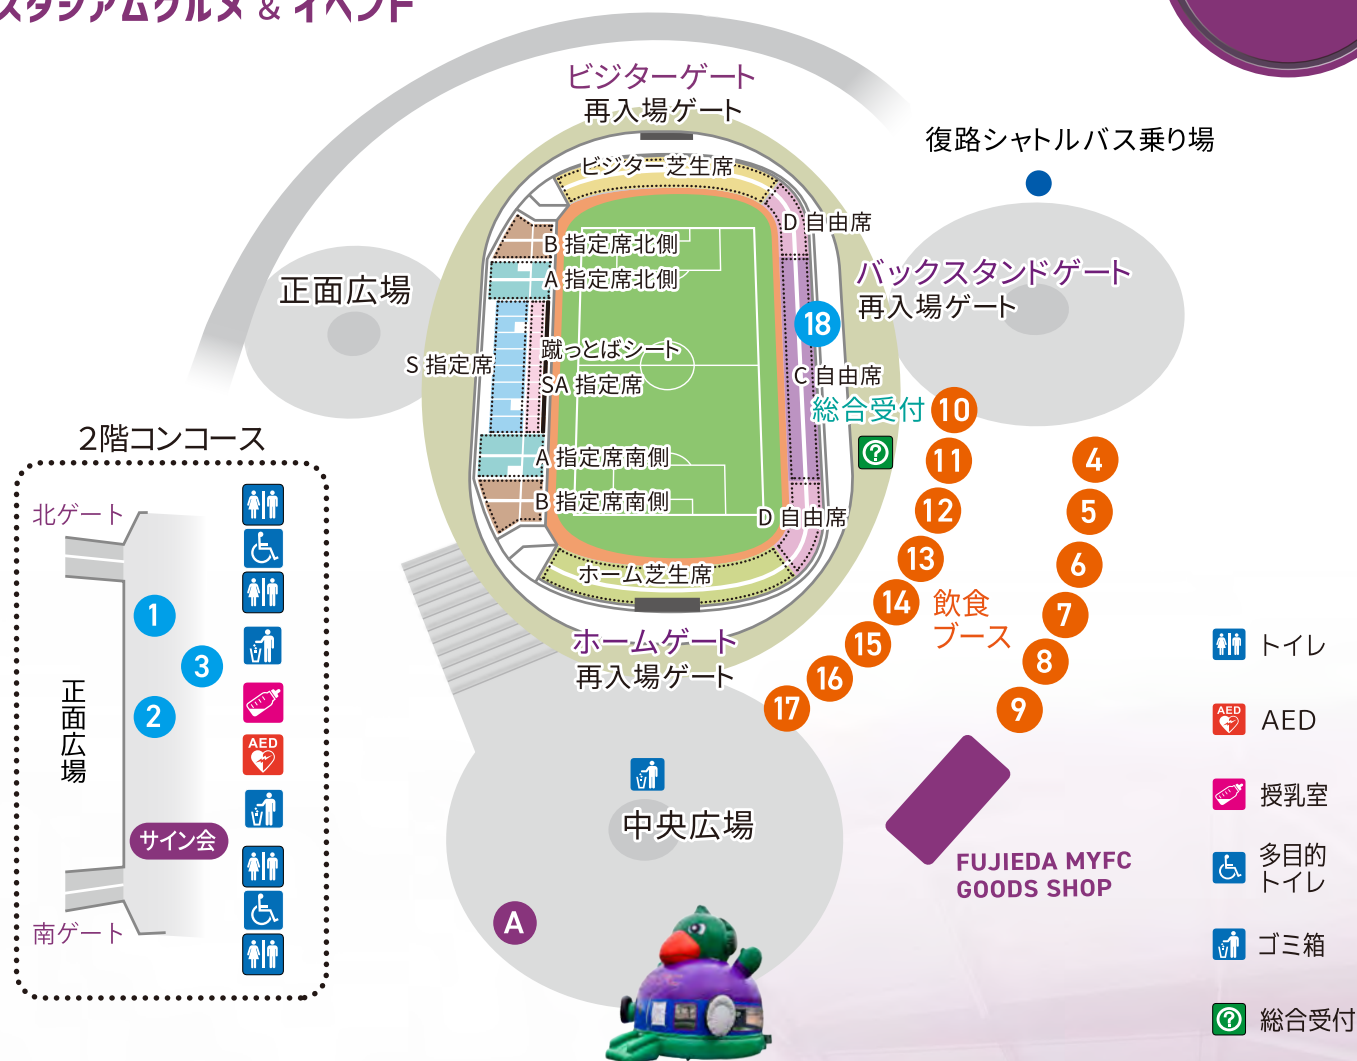 スタジアムグルメ & イベント
ビジターゲート
再入場ゲート
復路シャトルバス乗り場
ビジター芝生席
D 自由席
B 指定席北側
A 指定席北側
正面広場
バックスタンドゲート
再入場ゲート
18
蹴っとばシート
S 指定席
SA 指定席
C 自由席
総合受付
10
?
11
4
A 指定席南側
B 指定席南側
12
5
D 自由席
13
6
ホーム芝生席
14
飲食
ブース
7
15
8
ホームゲート
再入場ゲート
16
17
9
2階コンコース
北ゲート
1
3
2
正面広場
AED
サイン会
南ゲート
中央広場
A
FUJIEDA MYFC
GOODS SHOP
トイレ
AED
AED
授乳室
多目的
トイレ
ゴミ箱
?
総合受付